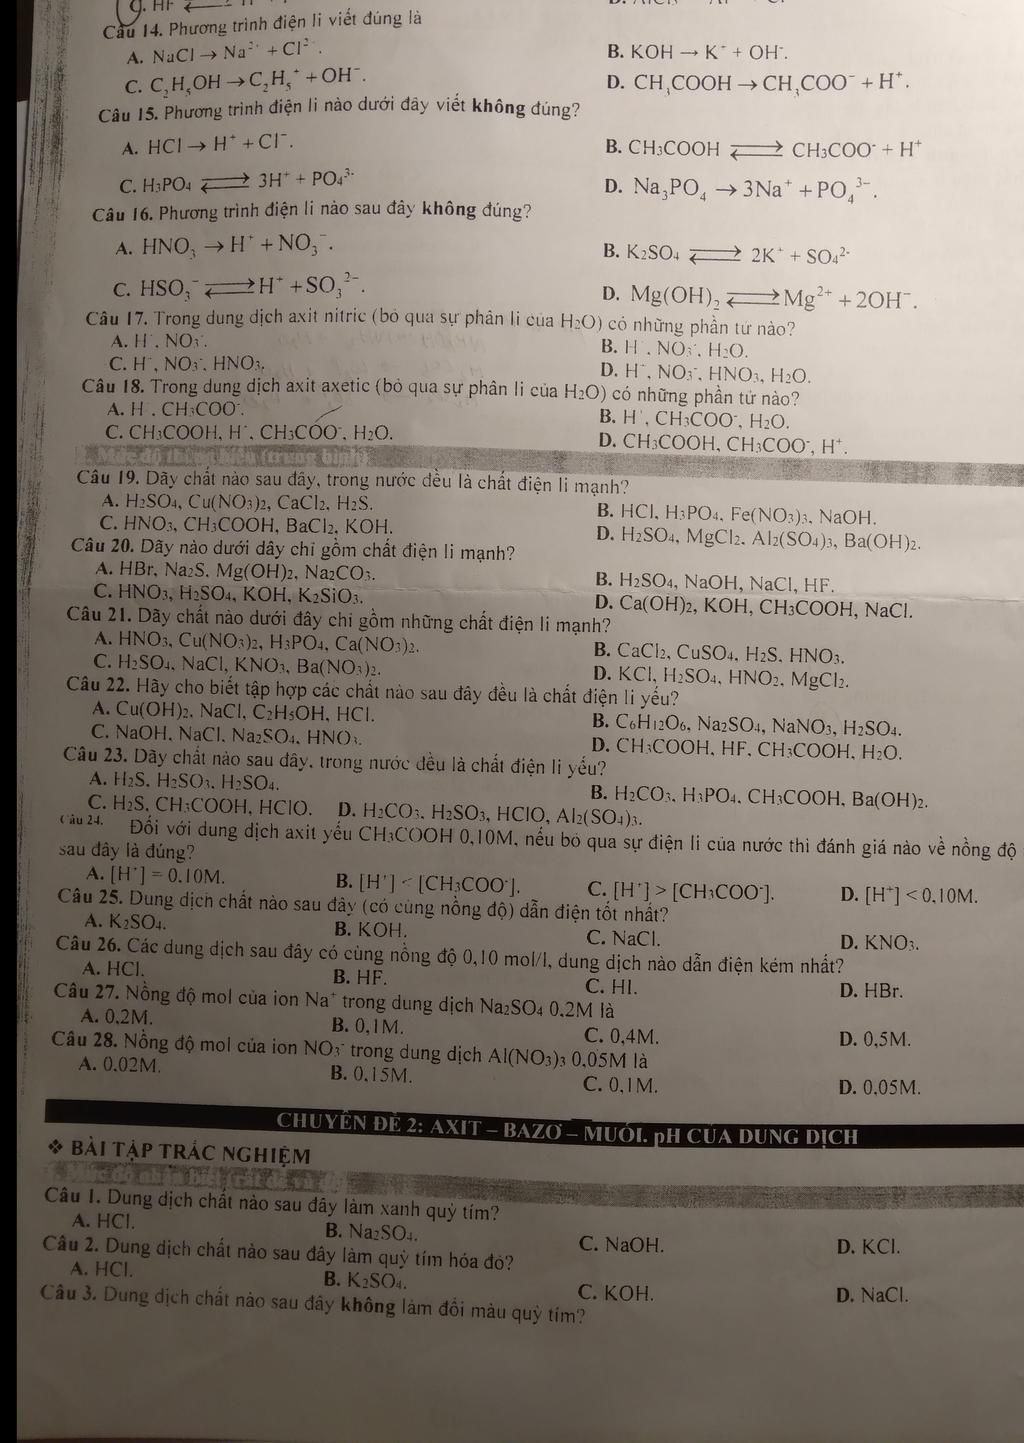 g. HF ⇌
Câu 14. Phương trình điện li viết đúng là
A. NaCl → Na²⁺ + Cl²⁻.
B. KOH → K⁺ + OH⁻.
C. C₂H₅OH → C₂H₅⁺ + OH⁻.
D. CH₃COOH → CH₃COO⁻ + H⁺.
Câu 15. Phương trình điện li nào dưới đây viết không đúng?
A. HCl → H⁺ + Cl⁻.
B. CH₃COOH ⇌ CH₃COO⁻ + H⁺
C. H₃PO₄ ⇌ 3H⁺ + PO₄³⁻
D. Na₃PO₄ → 3Na⁺ + PO₄³⁻.
Câu 16. Phương trình điện li nào sau đây không đúng?
A. HNO₃ → H⁺ + NO₃⁻.
B. K₂SO₄ ⇌ 2K⁺ + SO₄²⁻
C. HSO₃⁻ ⇌ H⁺ + SO₃²⁻.
D. Mg(OH)₂ ⇌ Mg²⁺ + 2OH⁻.
Câu 17. Trong dung dịch axit nitric (bỏ qua sự phân li của H₂O) có những phần tử nào?
A. H⁺, NO₃⁻.
B. H⁺, NO₃⁻, H₂O.
C. H⁺, NO₃⁻, HNO₃.
D. H⁺, NO₃⁻, HNO₃, H₂O.
Câu 18. Trong dung dịch axit axetic (bỏ qua sự phân li của H₂O) có những phần tử nào?
A. H⁺, CH₃COO⁻.
B. H⁺, CH₃COO⁻, H₂O.
C. CH₃COOH, H⁺, CH₃COO⁻, H₂O.
D. CH₃COOH, CH₃COO⁻, H⁺.
2. Mức độ thông hiểu (trung bình)
Câu 19. Dãy chất nào sau đây, trong nước đều là chất điện li mạnh?
A. H₂SO₄, Cu(NO₃)₂, CaCl₂, H₂S.
B. HCl, H₃PO₄, Fe(NO₃)₃, NaOH.
C. HNO₃, CH₃COOH, BaCl₂, KOH.
D. H₂SO₄, MgCl₂, Al₂(SO₄)₃, Ba(OH)₂.
Câu 20. Dãy nào dưới dây chỉ gồm chất điện li mạnh?
A. HBr, Na₂S, Mg(OH)₂, Na₂CO₃.
B. H₂SO₄, NaOH, NaCl, HF.
C. HNO₃, H₂SO₄, KOH, K₂SiO₃.
D. Ca(OH)₂, KOH, CH₃COOH, NaCl.
Câu 21. Dãy chất nào dưới đây chỉ gồm những chất điện li mạnh?
A. HNO₃, Cu(NO₃)₂, H₃PO₄, Ca(NO₃)₂.
B. CaCl₂, CuSO₄, H₂S, HNO₃.
C. H₂SO₄, NaCl, KNO₃, Ba(NO₃)₂.
D. KCl, H₂SO₄, HNO₂, MgCl₂.
Câu 22. Hãy cho biết tập hợp các chất nào sau đây đều là chất điện li yếu?
A. Cu(OH)₂, NaCl, C₂H₅OH, HCl.
B. C₆H₁₂O₆, Na₂SO₄, NaNO₃, H₂SO₄.
C. NaOH, NaCl, Na₂SO₄, HNO₃.
D. CH₃COOH, HF, CH₃COOH, H₂O.
Câu 23. Dãy chất nào sau đây, trong nước đều là chất điện li yếu?
A. H₂S, H₂SO₃, H₂SO₄.
B. H₂CO₃, H₃PO₄, CH₃COOH, Ba(OH)₂.
C. H₂S, CH₃COOH, HClO. D. H₂CO₃, H₂SO₃, HClO, Al₂(SO₄)₃.
Câu 24. Đối với dung dịch axit yếu CH₃COOH 0,10M, nếu bỏ qua sự điện li của nước thì đánh giá nào về nồng độ
sau đây là đúng?
A. [H⁺] = 0.10M. B. [H⁺] < [CH₃COO⁻]. C. [H⁺] > [CH₃COO⁻]. D. [H⁺] < 0,10M.
Câu 25. Dung dịch chất nào sau đây (có cùng nồng độ) dẫn điện tốt nhất?
A. K₂SO₄. B. KOH. C. NaCl. D. KNO₃.
Câu 26. Các dung dịch sau đây có cùng nồng độ 0,10 mol/l, dung dịch nào dẫn điện kém nhất?
A. HCl. B. HF. C. HI. D. HBr.
Câu 27. Nồng độ mol của ion Na⁺ trong dung dịch Na₂SO₄ 0,2M là
A. 0,2M. B. 0,1M. C. 0,4M. D. 0,5M.
Câu 28. Nồng độ mol của ion NO₃⁻ trong dung dịch Al(NO₃)₃ 0,05M là
A. 0,02M. B. 0,15M. C. 0,1M. D. 0,05M.
CHUYÊN ĐỀ 2: AXIT – BAZƠ – MUỐI. pH CỦA DUNG DỊCH
❖ BÀI TẬP TRẮC NGHIỆM
Câu 1. Dung dịch chất nào sau đây làm xanh quỳ tím?
A. HCl. B. Na₂SO₄. C. NaOH. D. KCl.
Câu 2. Dung dịch chất nào sau đây làm quỳ tím hóa đỏ?
A. HCl. B. K₂SO₄. C. KOH. D. NaCl.
Câu 3. Dung dịch chất nào sau đây không làm đổi màu quỳ tím?